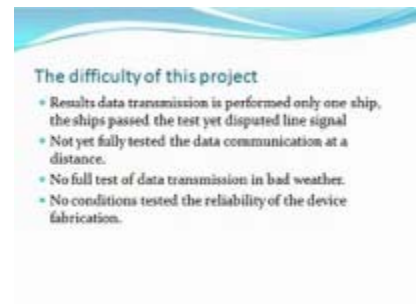 The difficulty of this project
Results data transmission is performed only one ship,
the ships passed the test yet disputed line signal
Not yet fully tested the data communication at a
distance.
No full test of data transmission in bad weather.
No conditions tested the reliability of the device
fabrication.